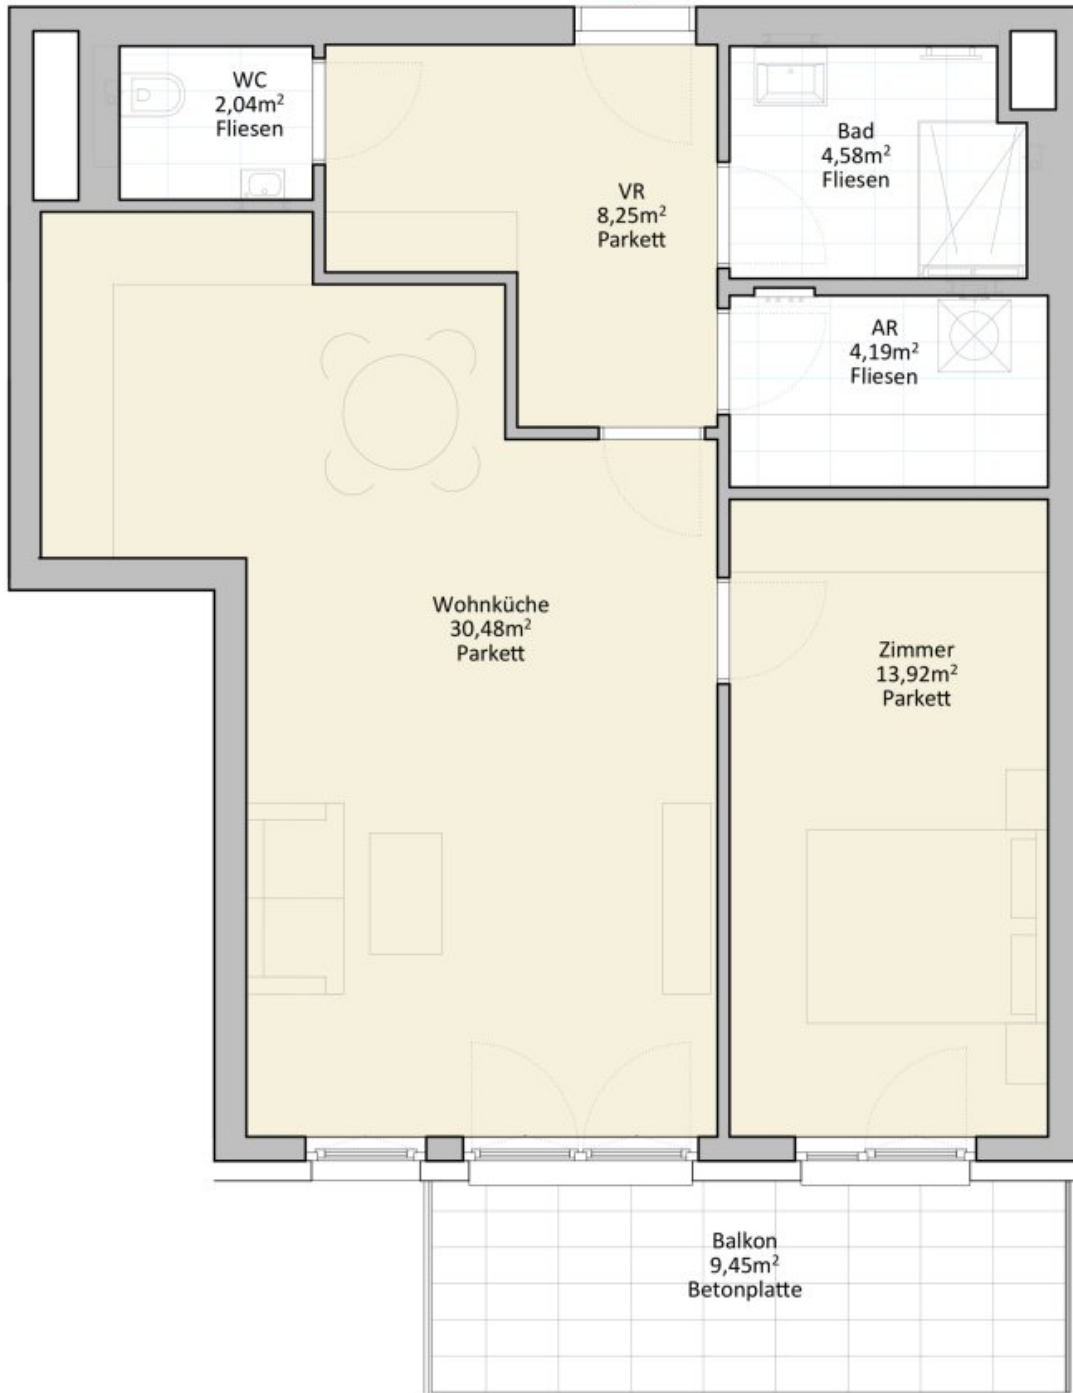 WC
2,04m²
Fliesen
VR
8,25m²
Parkett
Bad
4,58m²
Fliesen
AR
4,19m²
Fliesen
Wohnküche
30,48m²
Parkett
Zimmer
13,92m²
Parkett
Balkon
9,45m²
Betonplatte